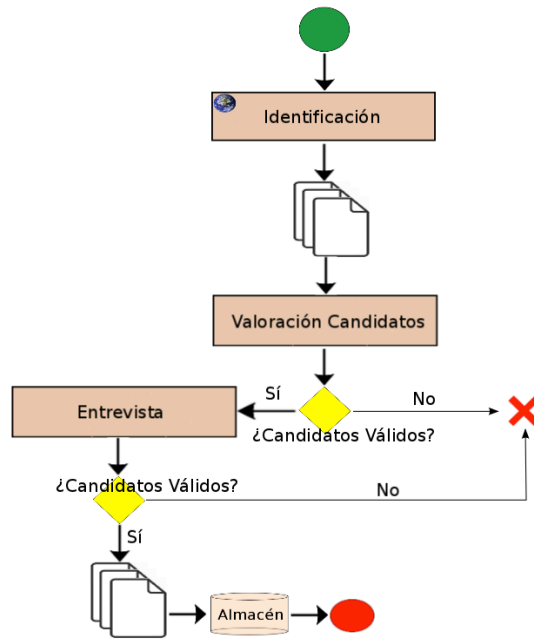 Identificación
Valoración Candidatos
Sí
No
¿Candidatos Válidos?
Entrevista
¿Candidatos Válidos?
No
Sí
Almacén